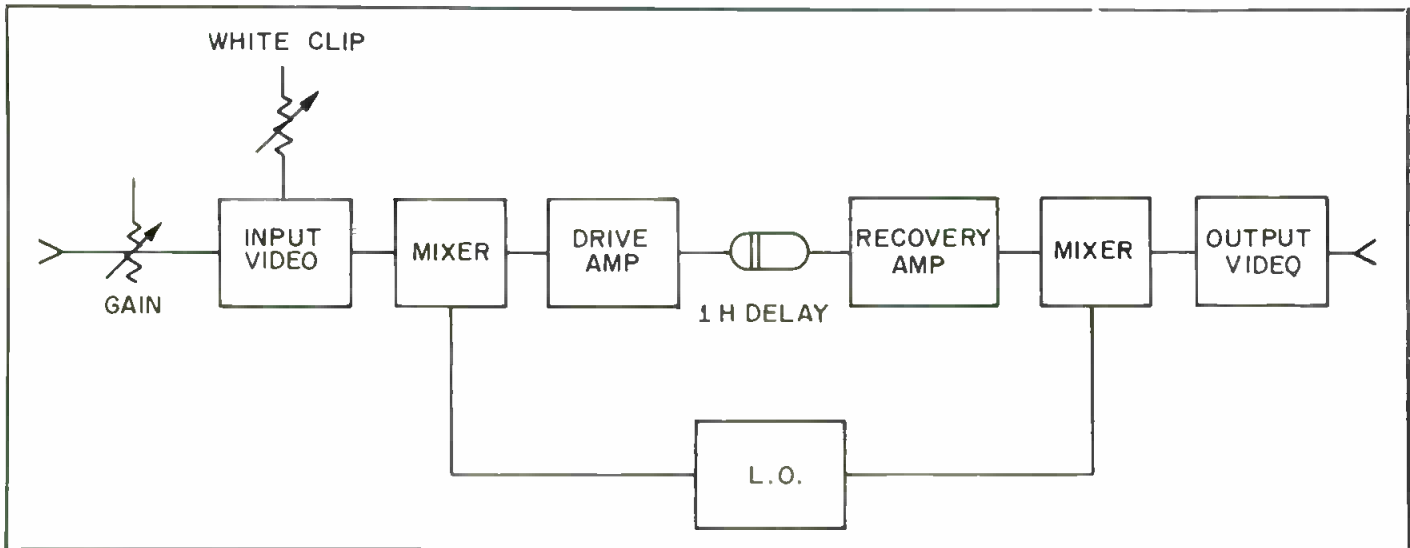 WHITE CLIP
GAIN
INPUT
VIDEO
MIXER
DRIVE
AMP
1 H DELAY
RECOVERY
AMP
MIXER
OUTPUT
VIDEO
L.O.